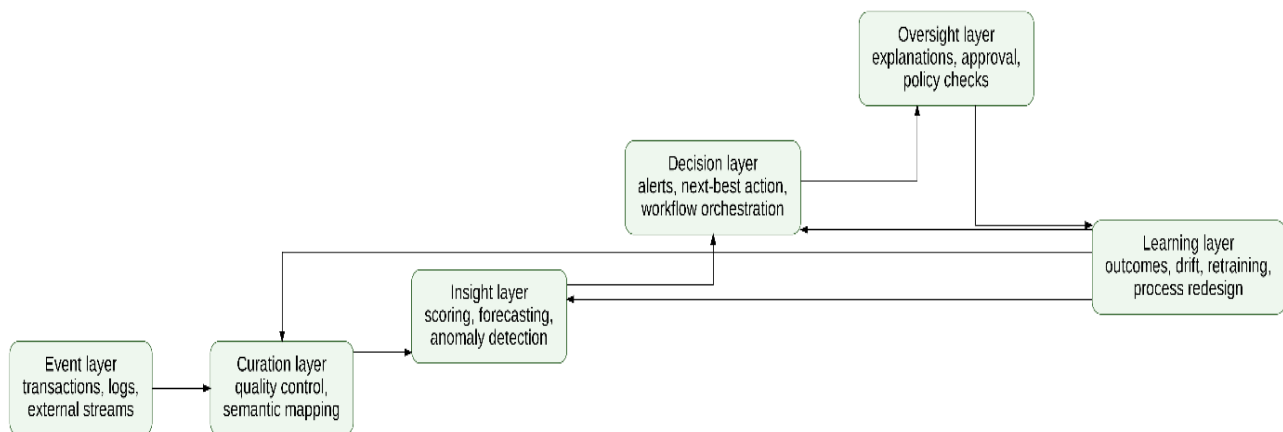 Oversight layer
explanations, approval,
policy checks
Decision layer
alerts, next-best action,
workflow orchestration
Learning layer
outcomes, drift, retraining,
process redesign
Insight layer
scoring, forecasting,
anomaly detection
Event layer
transactions, logs,
external streams
Curation layer
quality control,
semantic mapping